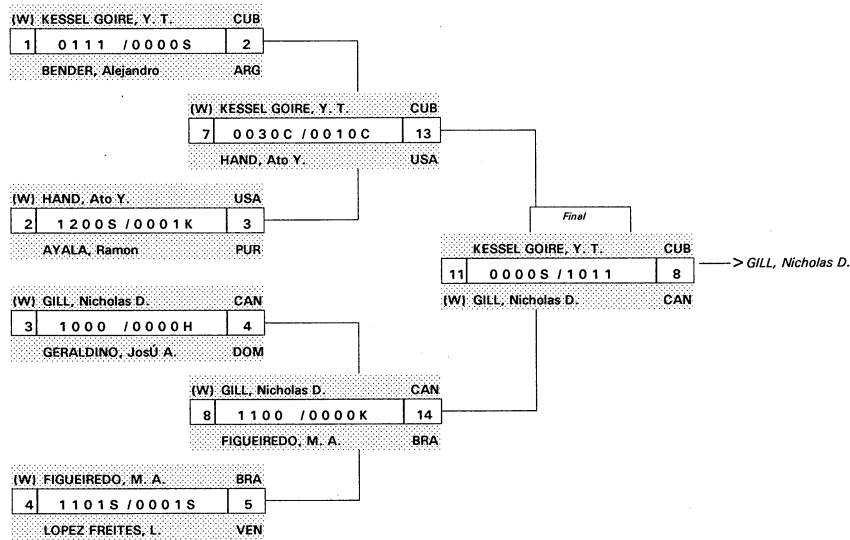 (W) KESSEL GOIRE, Y. T. CUB
1 0111 /0000S 2
BENDER, Alejandro ARG
(W) KESSEL GOIRE, Y. T. CUB
7 0030C /0010C 13
HAND, Ato Y. USA
(W) HAND, Ato Y. USA
2 1200S /0001K 3
AYALA, Ramon PUR
Final
KESSEL GOIRE, Y. T. CUB
11 0000S /1011 8
(W) GILL, Nicholas D. CAN
> GILL, Nicholas D.
(W) GILL, Nicholas D. CAN
3 1000 /0000H 4
GERALDINO, JosÚ A. DOM
(W) GILL, Nicholas D. CAN
8 1100 /0000K 14
FIGUEIREDO, M. A. BRA
(W) FIGUEIREDO, M. A. BRA
4 1101S /0001S 5
LOPEZ FREITES, L. VEN